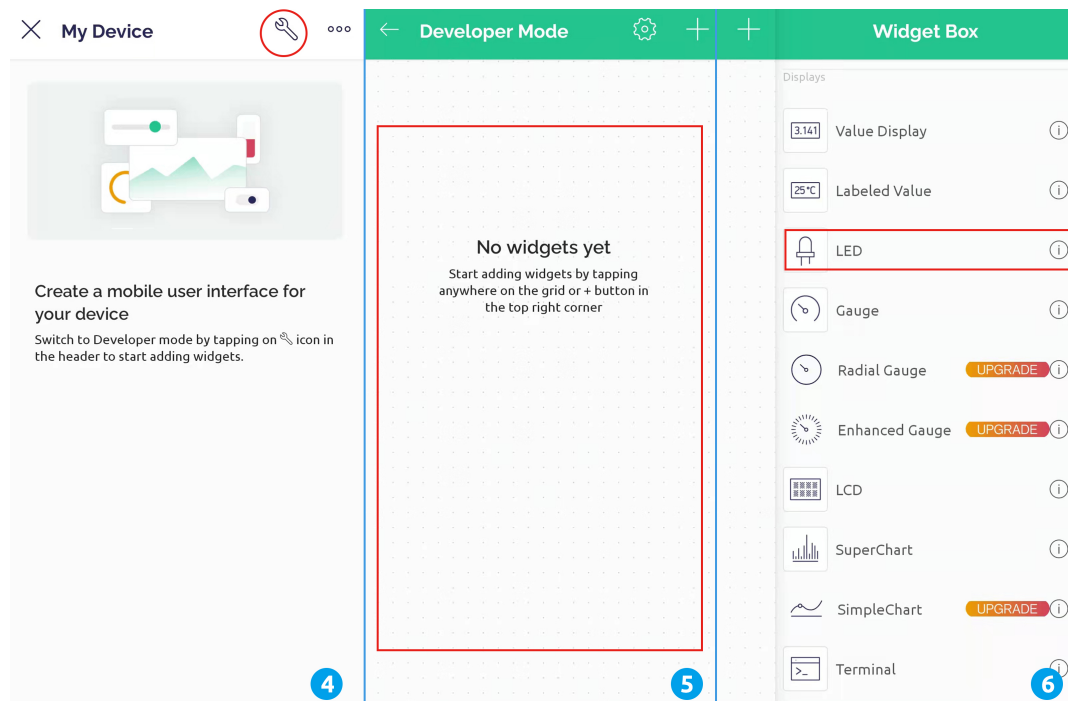 My Device
Create a mobile user interface for
your device
Switch to Developer mode by tapping on icon in
the header to start adding widgets.
4
Developer Mode
No widgets yet
Start adding widgets by tapping
anywhere on the grid or + button in
the top right corner
5
Widget Box
Displays
3.141 Value Display
25°C Labeled Value
LED
Gauge
Radial Gauge UPGRADE
Enhanced Gauge UPGRADE
LCD
SuperChart
SimpleChart UPGRADE
>_ Terminal
6